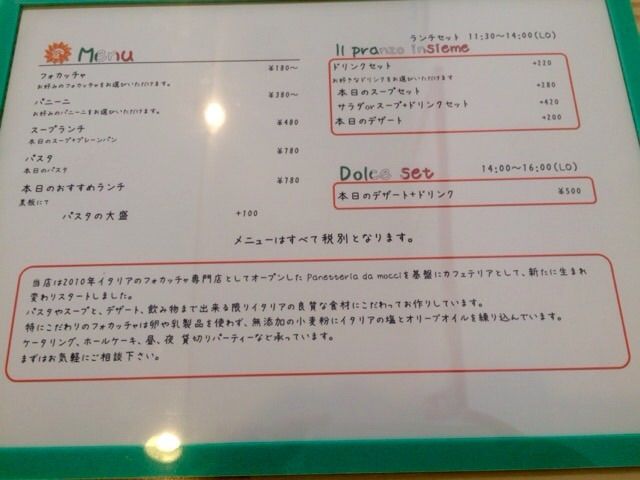 Menu
フォカッチャ ¥180〜
お好みのフォカッチャをお選びいただけます。
パニーニ ¥380〜
お好みのパニーニをお選びいただけます。
スープランチ ¥480
本日のスープ+プレーンパン
パスタ ¥780
本日のパスタ
本日のおすすめランチ ¥780
黒板にて
パスタの大盛 +100
ランチセット 11:30〜14:00(LO)
Il pranzo insieme
ドリンクセット +220
お好きなドリンクをお選びいただけます
本日のスープセット +280
サラダorスープ+ドリンクセット +420
本日のデザート +200
Dolce set 14:00〜16:00(LO)
本日のデザート+ドリンク ¥500
メニューはすべて税別となります。
当店は2010年イタリアのフォカッチャ専門店としてオープンした Panetteria da mocciを基盤にカフェテリアとして、新たに生まれ
変わりスタートしました。
パスタやスープと、デザート、飲み物まで出来る限りイタリアの良質な食材にこだわってお作りしています。
特にこだわりのフォカッチャは卵や乳製品を使わず、無添加の小麦粉にイタリアの塩とオリーブオイルを練り込んでいます。
ケータリング、ホールケーキ、昼、夜 貸切りパーティーなど承っています。
まずはお気軽にご相談下さい。